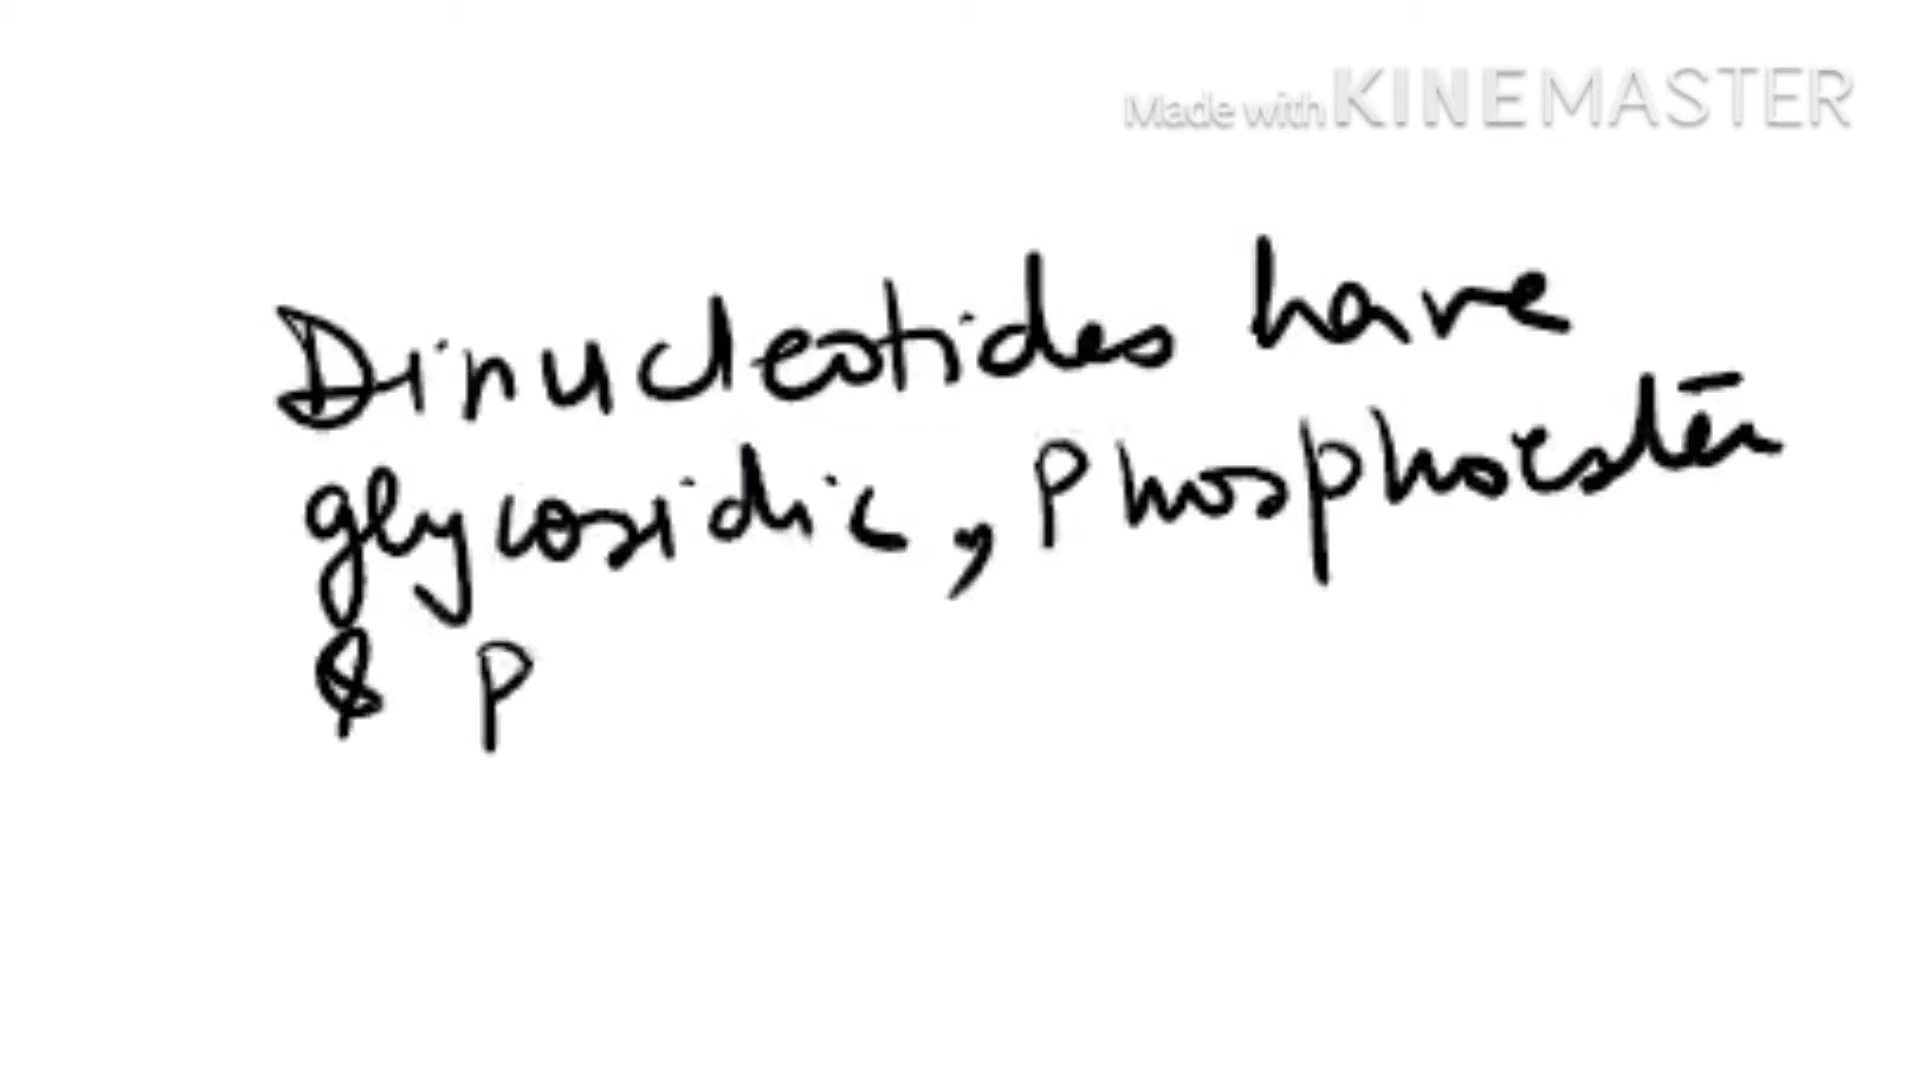 Made with KINEMASTER
Dinucleotides have
glycosidic, Phosphoester
& P